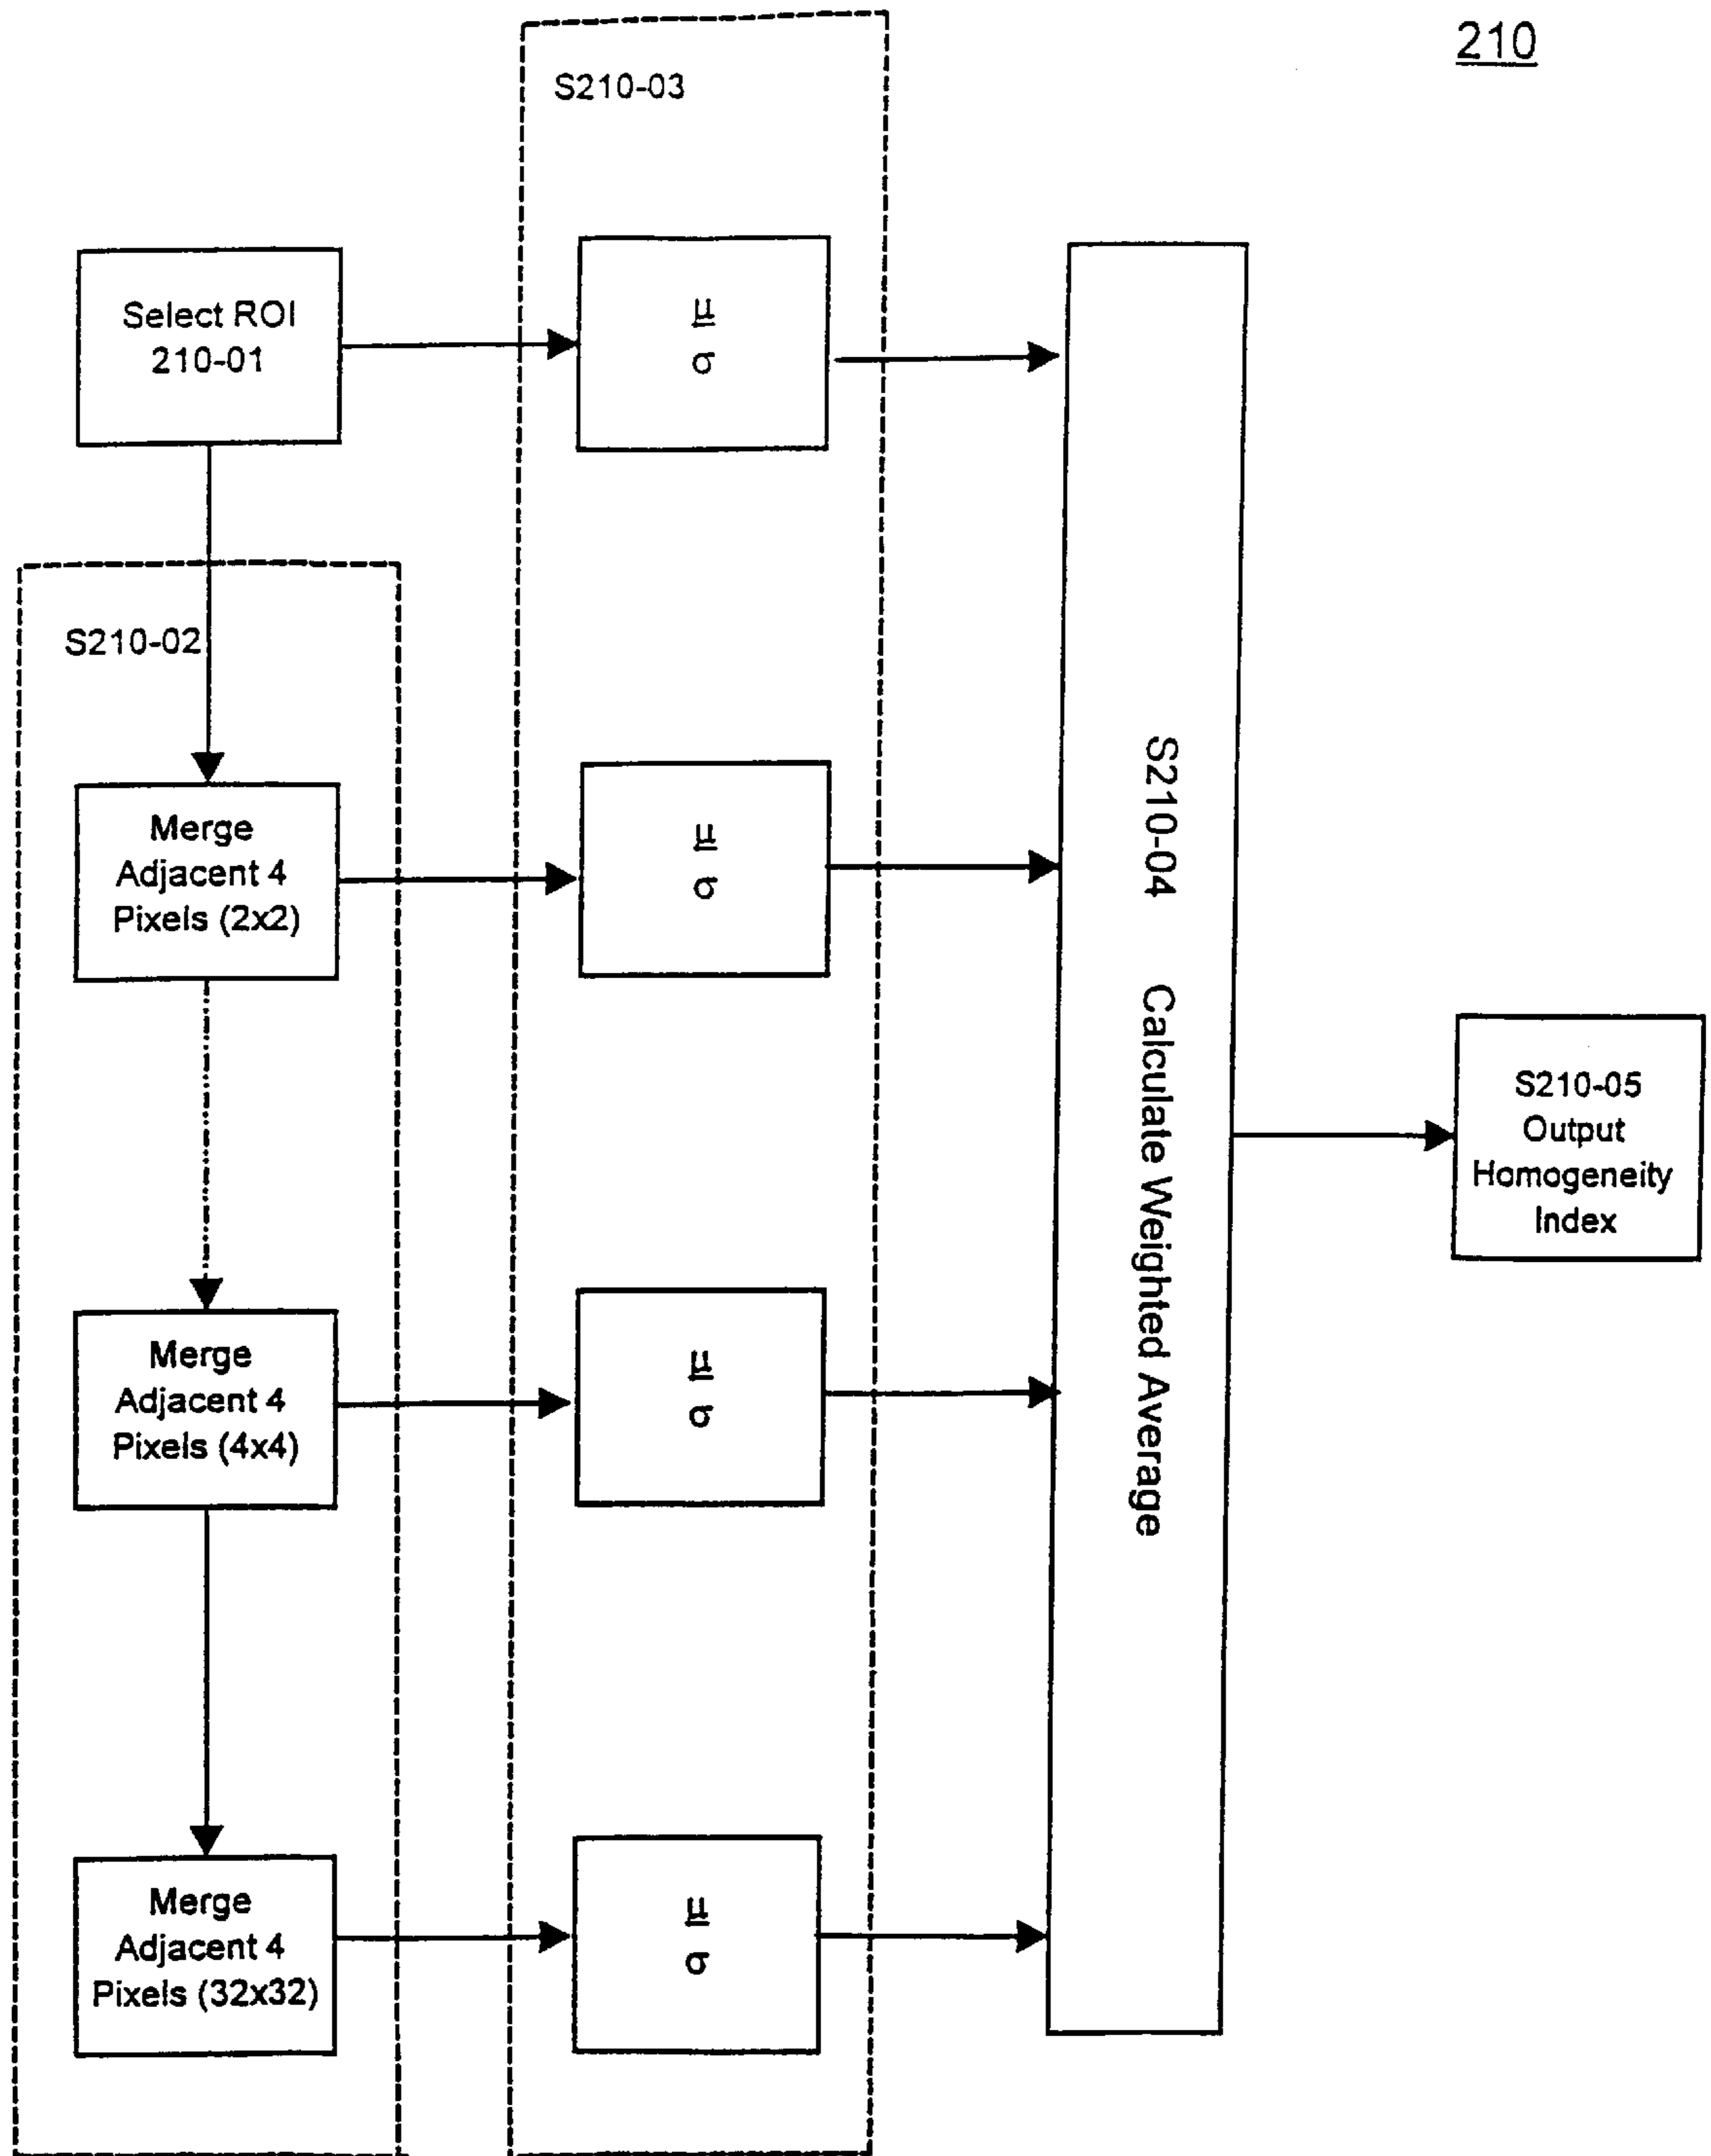 210
S210-03
Select ROI
210-01
μ
σ
S210-02
Merge
Adjacent 4
Pixels (2x2)
μ
σ
S210-04 Calculate Weighted Average
S210-05
Output
Homogeneity
Index
Merge
Adjacent 4
Pixels (4x4)
μ
σ
Merge
Adjacent 4
Pixels (32x32)
μ
σ